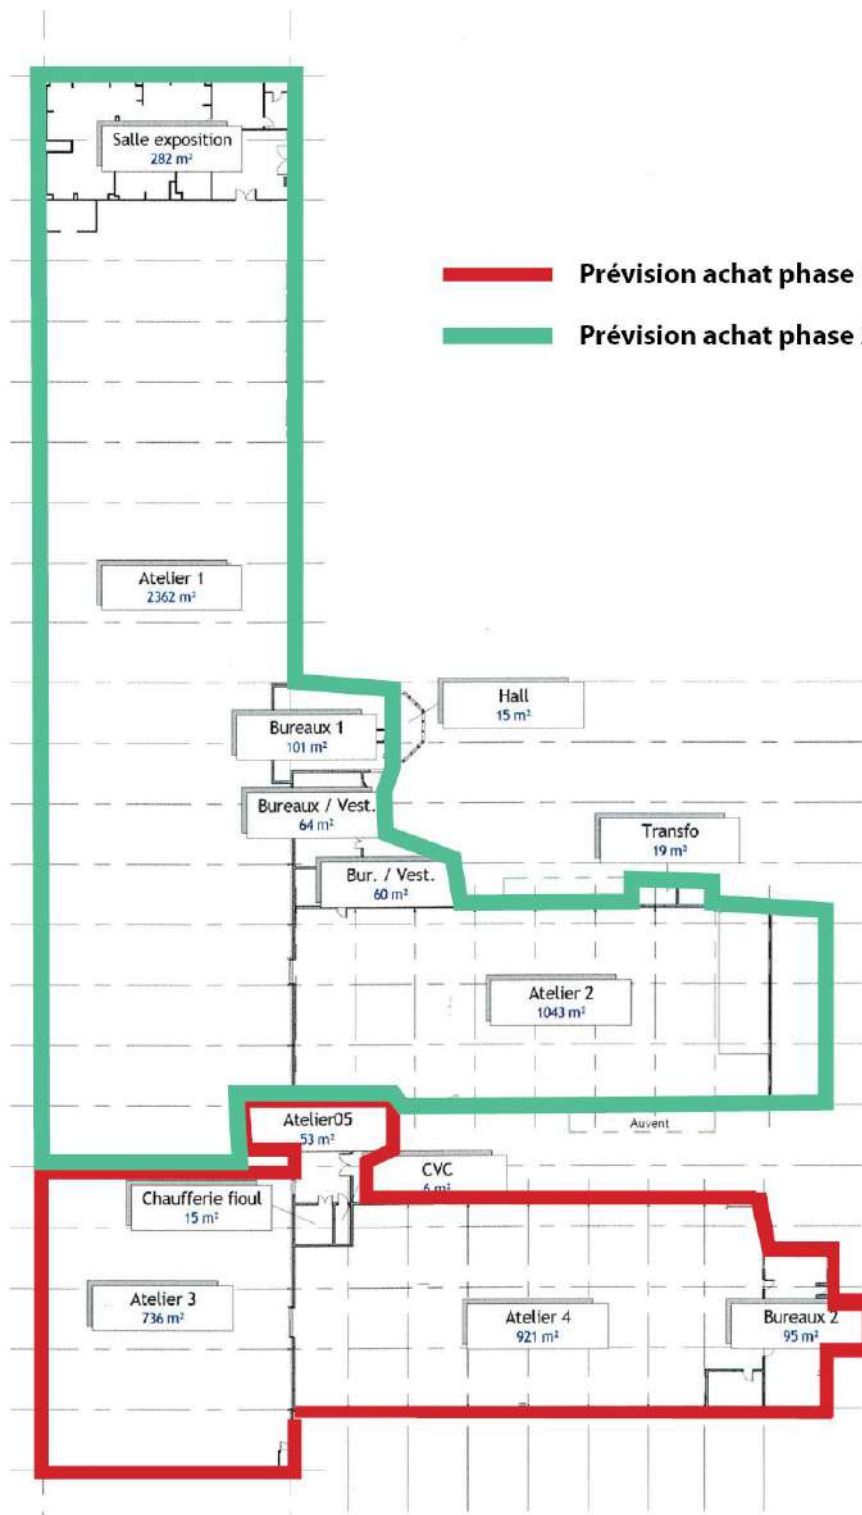 Salle exposition
282 m²
Prévision achat phase
Prévision achat phase
Atelier 1
2362 m²
Hall
15 m²
Bureaux 1
101 m²
Bureaux / Vest.
64 m²
Transfo
19 m²
Bur. / Vest.
60 m²
Atelier 2
1043 m²
Atelier05
53 m²
Auvent
CVC
6 m²
Chaufferie fioul
15 m²
Atelier 3
736 m²
Atelier 4
921 m²
Bureaux 2
95 m²